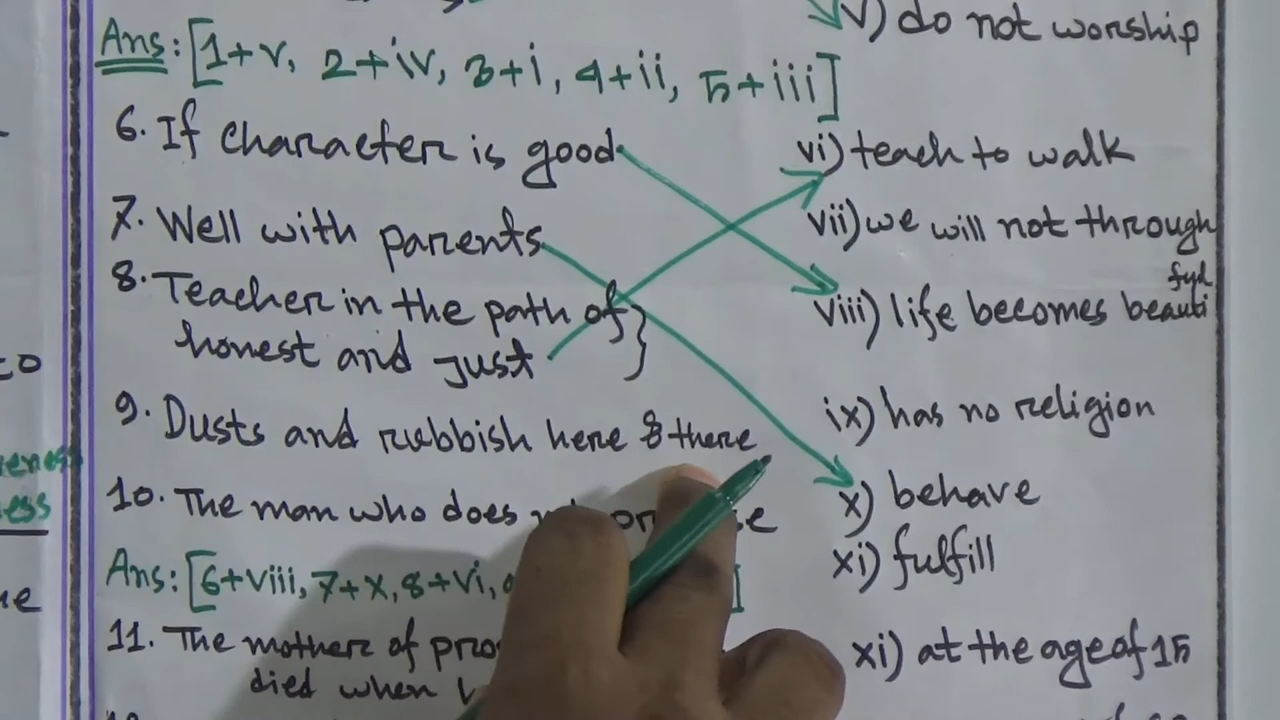 v) do not worship
Ans: [1+v, 2+iv, 3+i, 4+ii, 5+iii]
6. If character is good
vi) teach to walk
7. Well with parents
vii) we will not through
8. Teacher in the path of
honest and just
viii) life becomes beauti
ful
9. Dusts and rubbish here & there
ix) has no religion
10. The man who does
x) behave
xi) fulfill
Ans: [6+viii, 7+x, 8+vi,
11. The mother of
died when
xi) at the age of 15